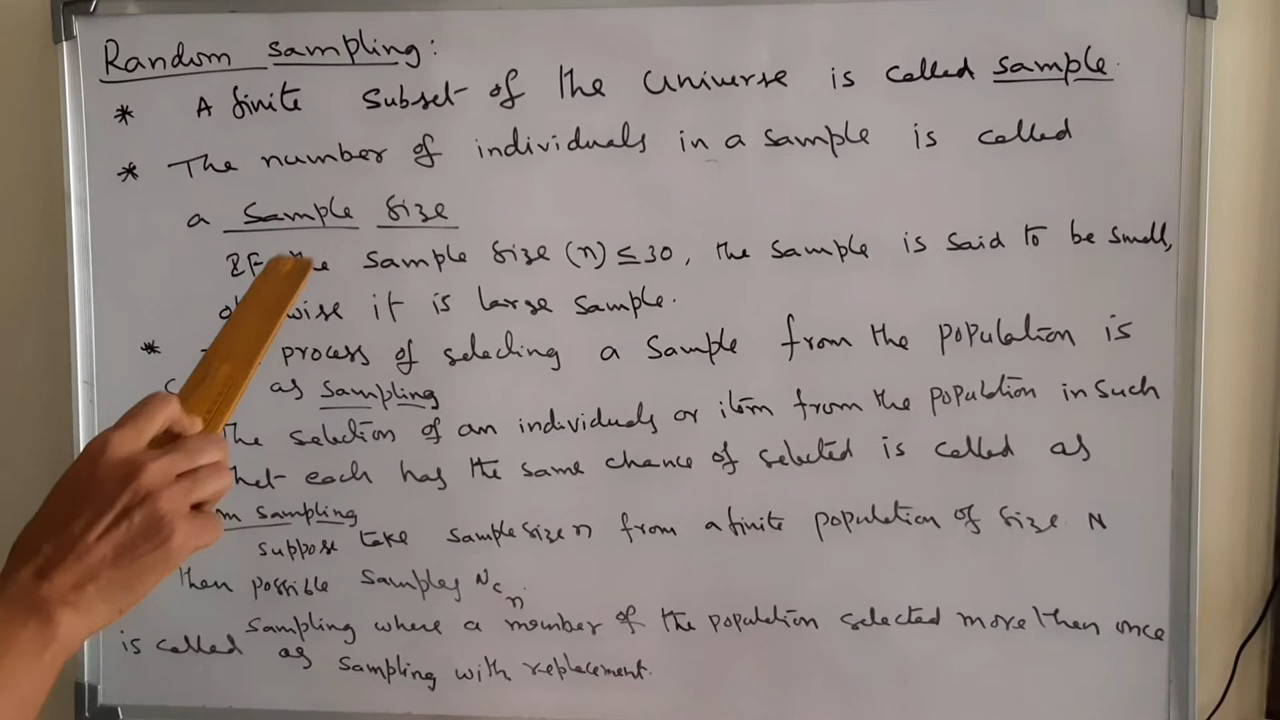 Random sampling:
* A finite subset of the universe is called sample.
* The number of individuals in a sample is called
a sample size
If the sample size (n) ≤ 30, the sample is said to be small,
wise it is large sample.
* process of selecting a sample from the population is
as sampling
The selection of an individuals or item from the population in such
that each has the same chance of selected is called as
m sampling
suppose take sample size n from a finite population of size N
then possible samples N c n.
sampling where a member of the population selected more then once
is called as sampling with replacement.